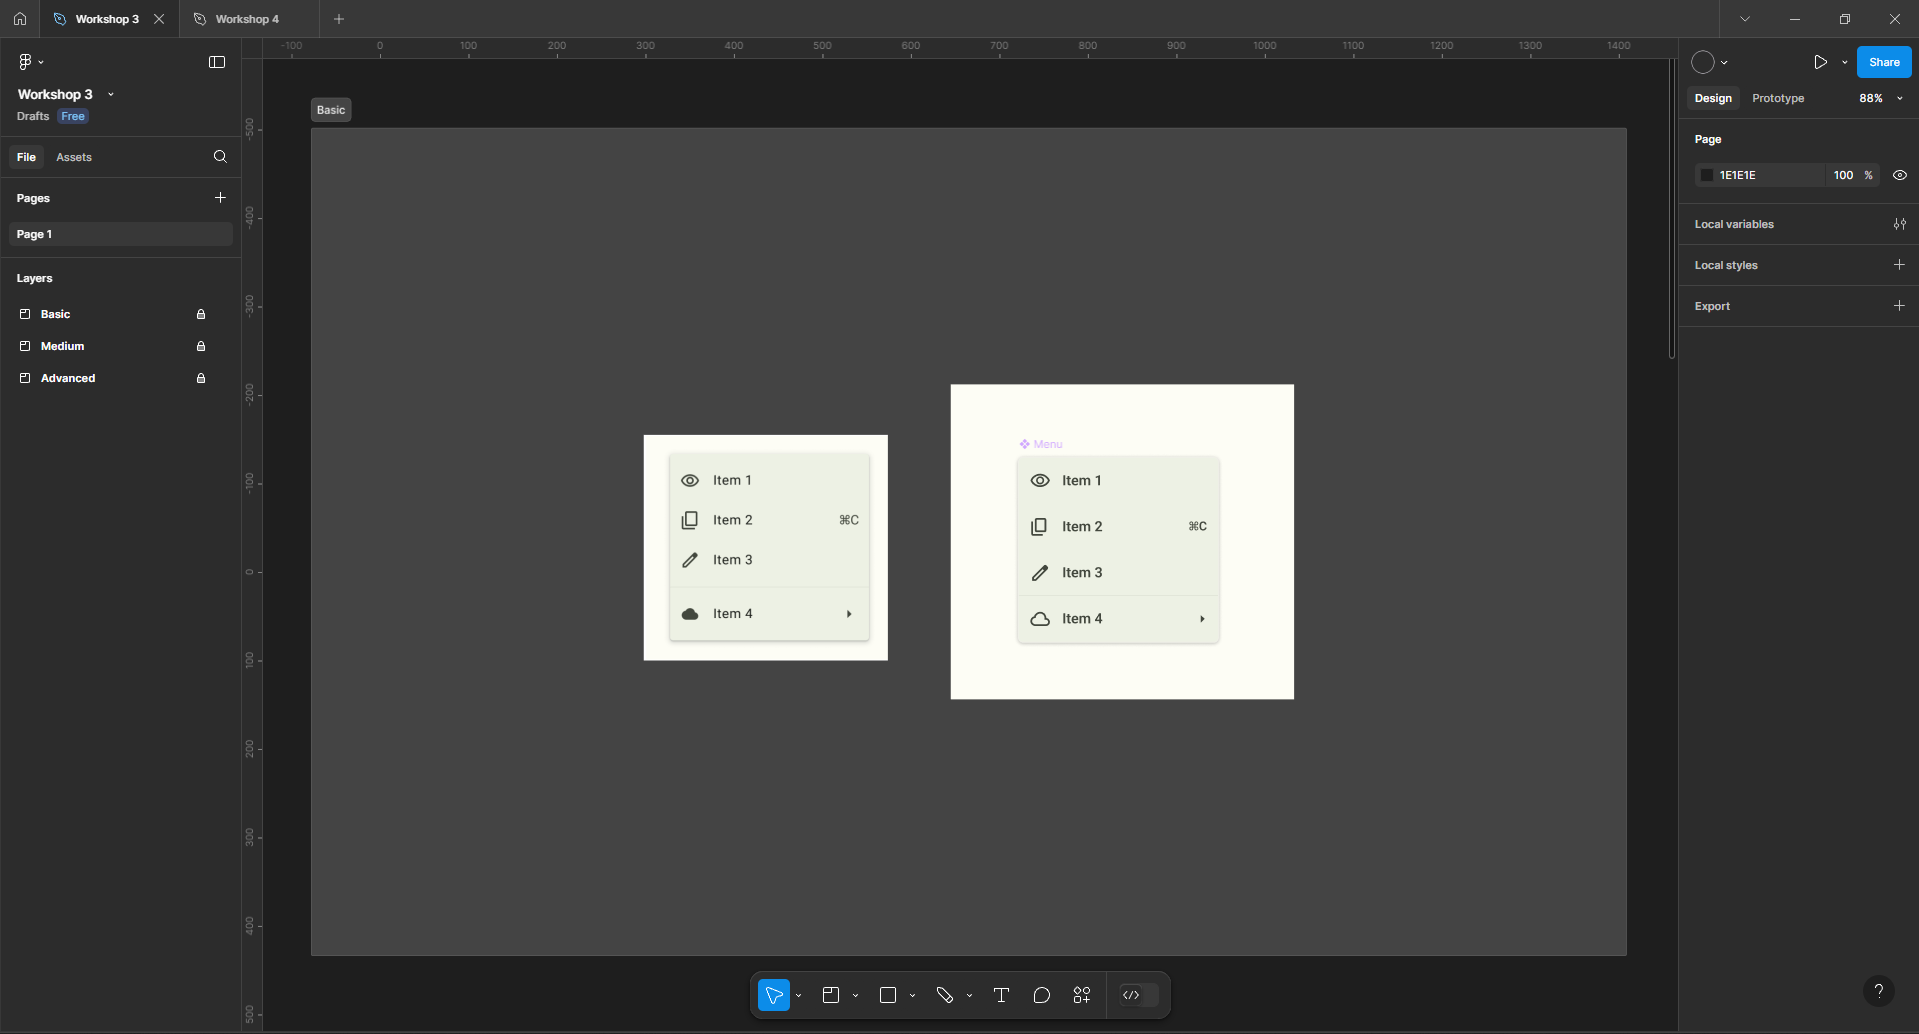 Workshop 3
Workshop 4
Workshop 3
Drafts Free
File Assets
Pages
Page 1
Layers
Basic
Medium
Advanced
-100 0 100 200 300 400 500 600 700 800 900 1000 1100 1200 1300 1400
-500
-400
-300
-200
-100
0
100
200
300
400
500
Basic
Item 1
Item 2 ⌘C
Item 3
Item 4
Menu
Item 1
Item 2 ⌘C
Item 3
Item 4
Share
Design Prototype 88%
Page
1E1E1E 100 %
Local variables
Local styles
Export
?